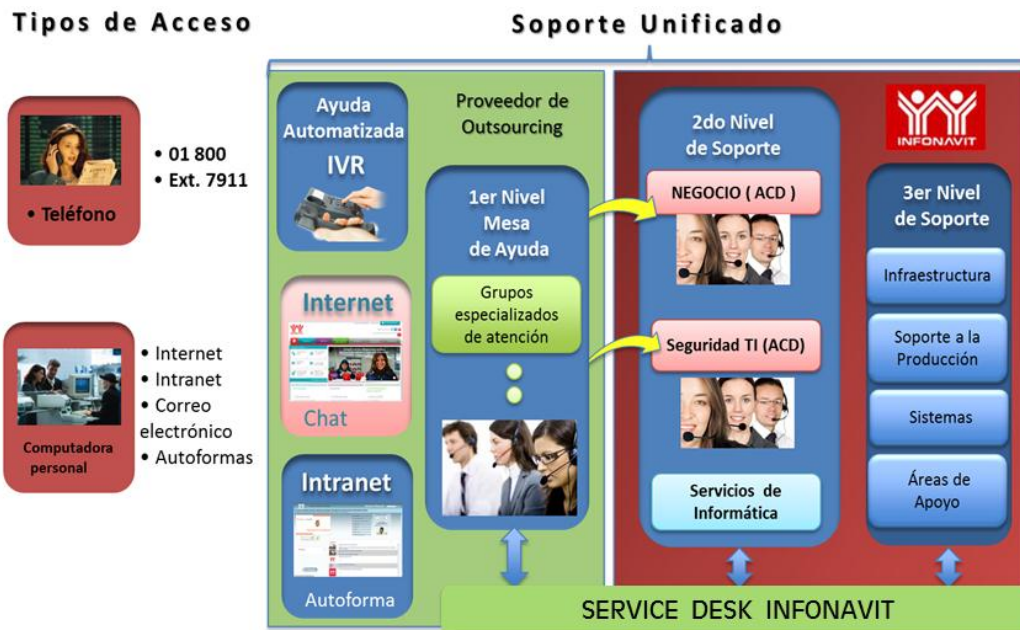 Tipos de Acceso
Soporte Unificado
• Teléfono
• 01 800
• Ext. 7911
Computadora
personal
• Internet
• Intranet
• Correo
electrónico
• Autoformas
Ayuda
Automatizada
IVR
Internet
Chat
Intranet
Autoforma
Proveedor de
Outsourcing
1er Nivel
Mesa
de Ayuda
Grupos
especializados
de atención
2do Nivel
de Soporte
NEGOCIO ( ACD )
Seguridad TI (ACD)
Servicios de
Informática
INFONAVIT
3er Nivel
de Soporte
Infraestructura
Soporte a la
Producción
Sistemas
Áreas de
Apoyo
SERVICE DESK INFONAVIT